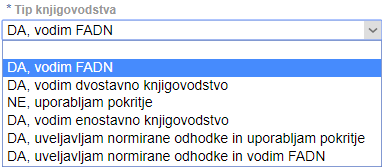 * Tip knjigovodstva
DA, vodim FADN
DA, vodim FADN
DA, vodim dvostavno knjigovodstvo
NE, uporabljam pokritje
DA, vodim enostavno knjigovodstvo
DA, uveljavljam normirane odhodke in uporabljam pokritje
DA, uveljavljam normirane odhodke in vodim FADN